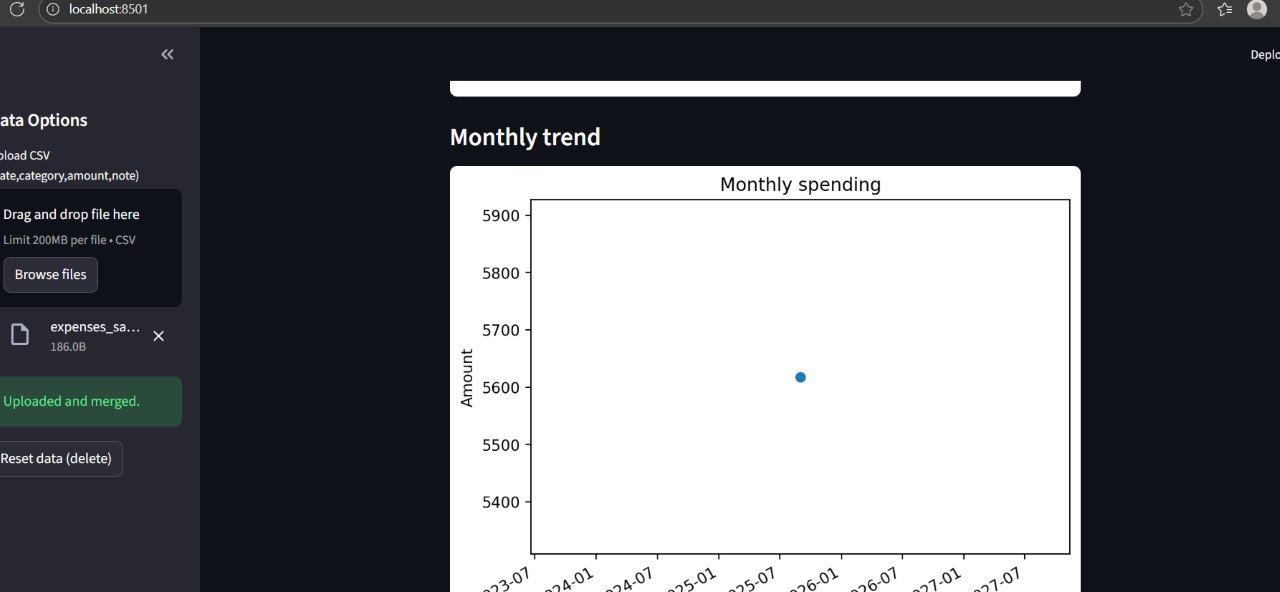 localhost:8501
Deplo
ata Options
pload CSV
ate,category,amount,note)
Drag and drop file here
Limit 200MB per file • CSV
Browse files
expenses_sa...
186.0B
Uploaded and merged.
Reset data (delete)
Monthly trend
Monthly spending
Amount
5900
5800
5700
5600
5500
5400
023-07
024-01
024-07
025-01
025-07
026-01
026-07
027-01
027-07